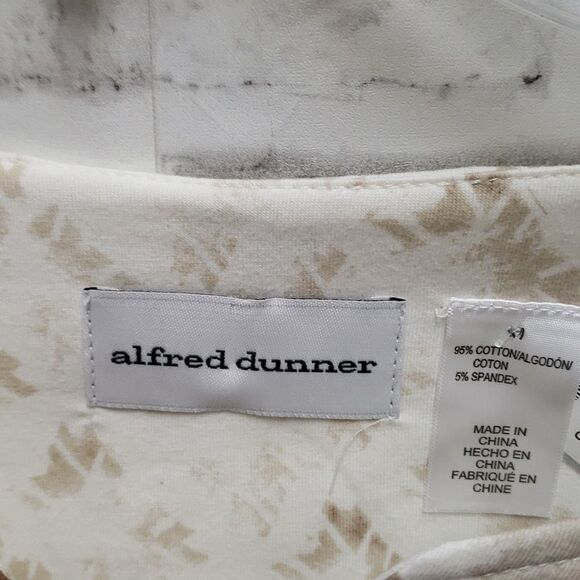 alfred dunner
95% COTTON/ALGODÓN/
COTON
5% SPANDEX
MADE IN
CHINA
HECHO EN
CHINA
FABRIQUÉ EN
CHINE